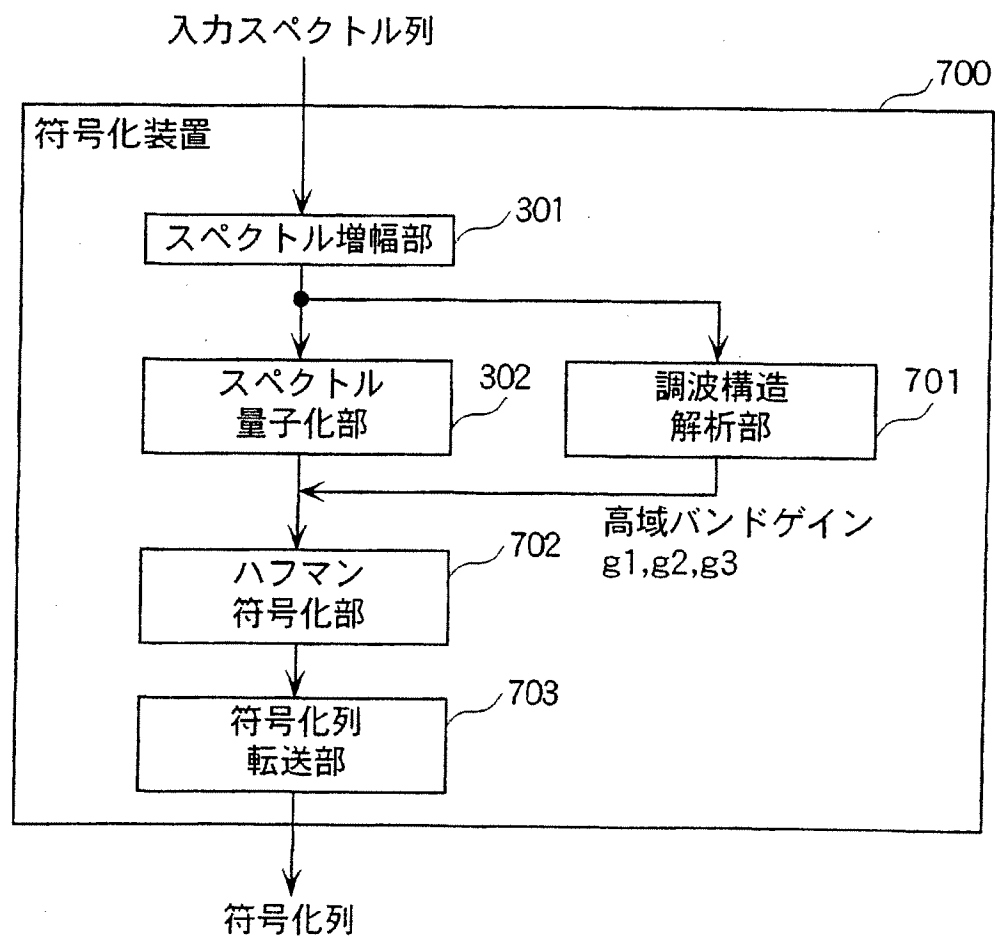 入力スペクトル列
700
符号化装置
301
スペクトル増幅部
スペクトル
量子化部
302
調波構造
解析部
701
高域バンドゲイン
g1,g2,g3
702
ハフマン
符号化部
703
符号化列
転送部
符号化列